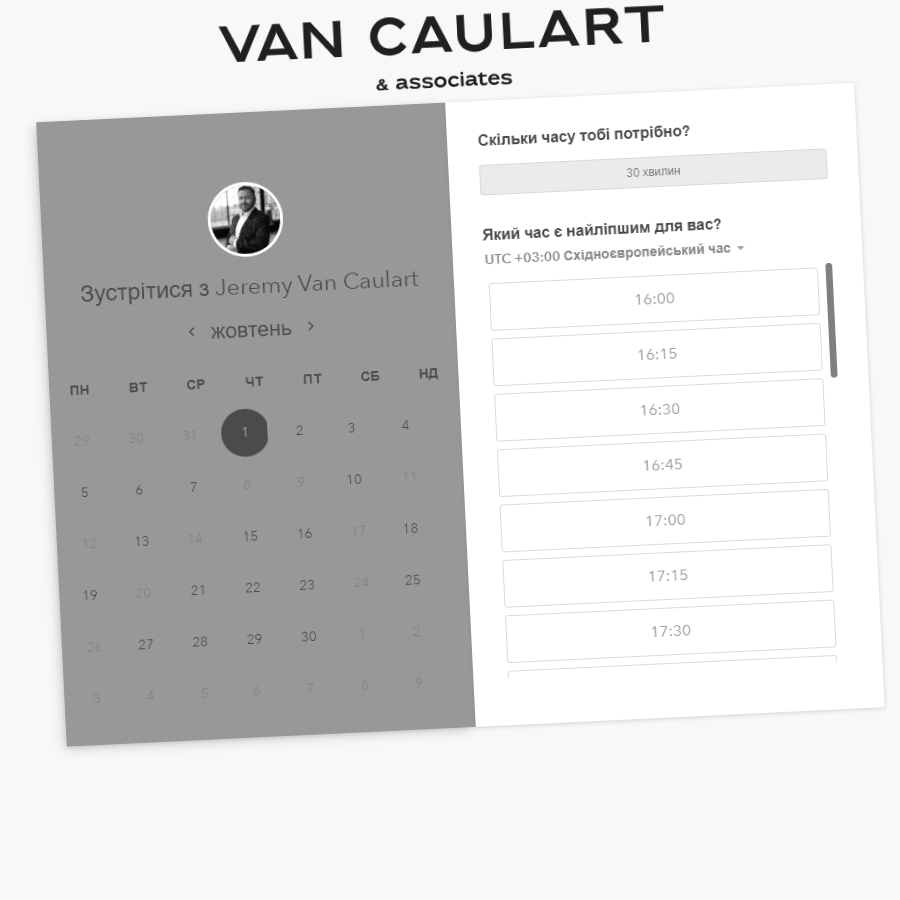 VAN CAULART
& associates
Зустрітися з Jeremy Van Caulart
жовтень
ПН ВТ СР ЧТ ПТ СБ НД
29 30 31 1 2 3 4
5 6 7 8 9 10 11
12 13 14 15 16 17 18
19 20 21 22 23 24 25
26 27 28 29 30 1 2
3 4 5 6 7 8 9
Скільки часу тобі потрібно?
30 хвилин
Який час є найліпшим для вас?
UTC +03:00 Східноєвропейський час
16:00
16:15
16:30
16:45
17:00
17:15
17:30